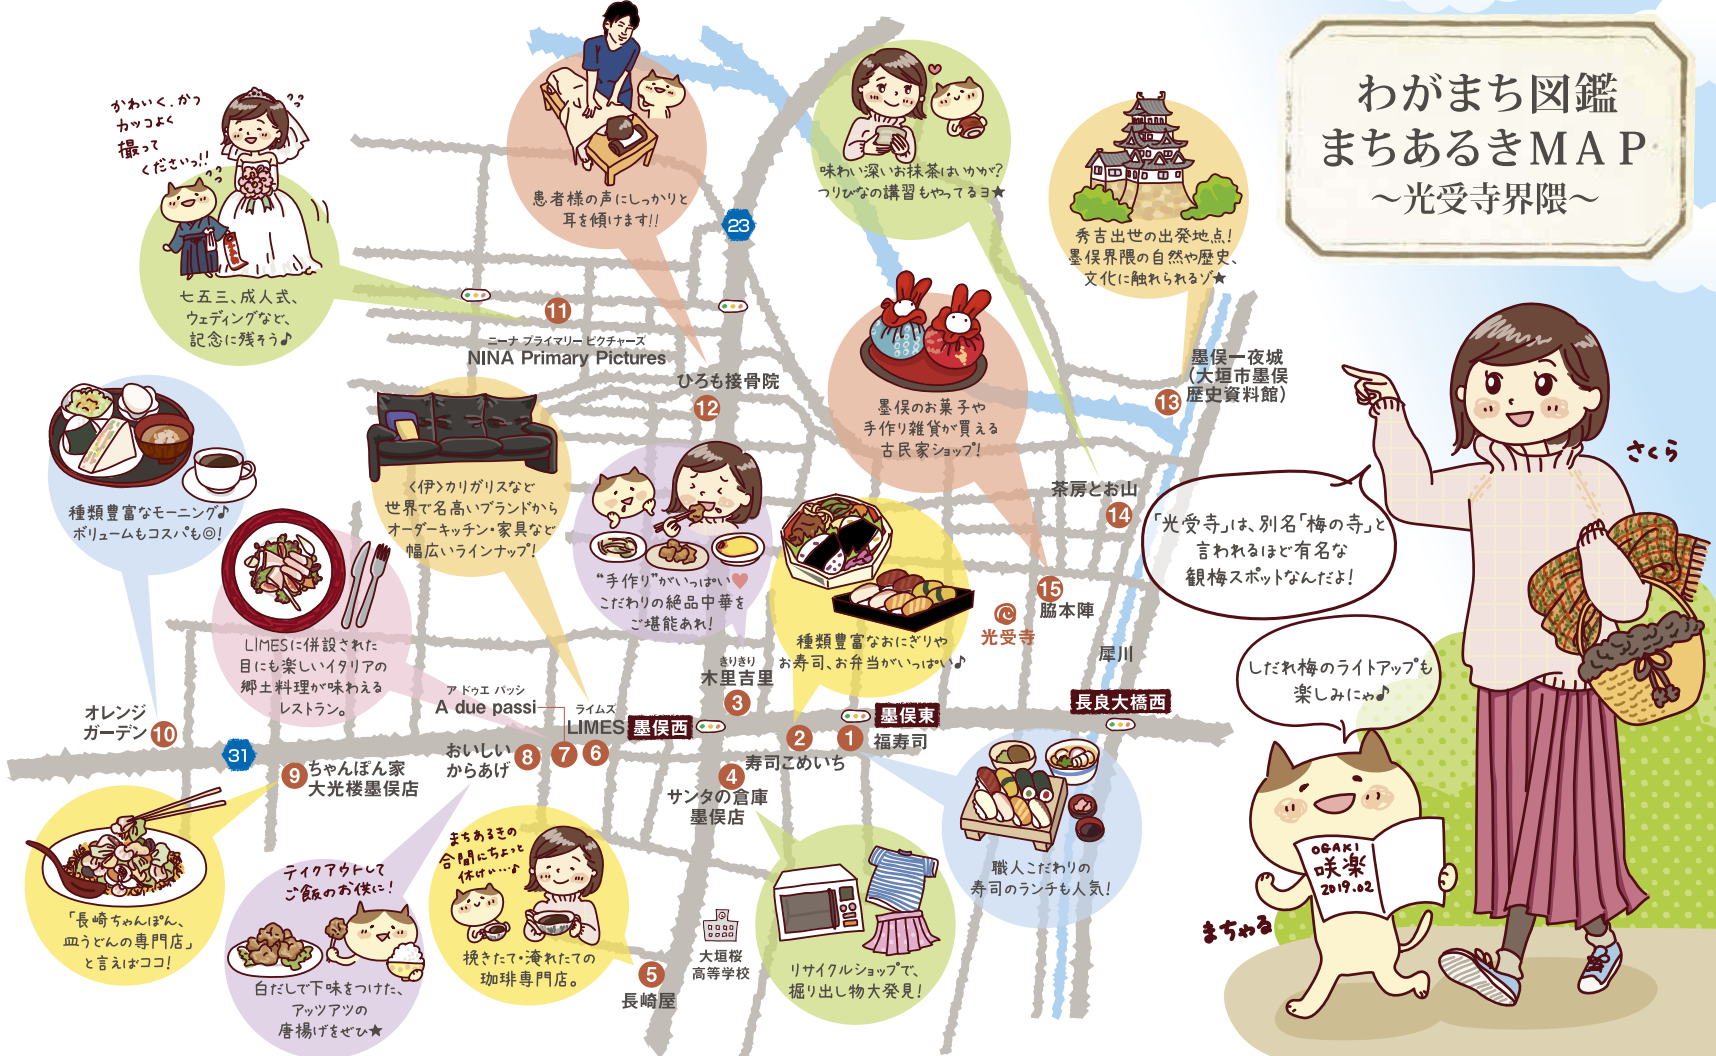 わがまち図鑑
まちあるきMAP
～光受寺界隈～
かわいく、かつ
カッコよく
撮って
くださいっ!!
七五三、成人式、
ウェディングなど、
記念に残そう♪
患者様の声にしっかりと
耳を傾けます!!
味わい深いお抹茶はいかが?
つりびなの講習もやってるヨ★
秀吉出世の出発地点!
墨俣界隈の自然や歴史、
文化に触れられるゾ★
23
11
ニーナ プライマリー ピクチャーズ
NINA Primary Pictures
ひろも接骨院
12
墨俣のお菓子や
手作り雑貨が買える
古民家ショップ!
墨俣一夜城
(大垣市墨俣
歴史資料館)
13
種類豊富なモーニング♪
ボリュームもコスパも◎!
〈伊〉カリガリスなど
世界で名高いブランドから
オーダーキッチン・家具など
幅広いラインナップ!
"手作り"がいっぱい♥
こだわりの絶品中華を
ご堪能あれ!
茶房とお山
14
15
脇本陣
光受寺
犀川
さくら
「光受寺」は、別名「梅の寺」と
言われるほど有名な
観梅スポットなんだよ!
しだれ梅のライトアップも
楽しみにゃ♪
LIMESに併設された
目にも楽しいイタリアの
郷土料理が味わえる
レストラン。
種類豊富なおにぎりや
お寿司、お弁当がいっぱい♪
きりきり
木里吉里
3
オレンジ
ガーデン
10
31
ア ドゥエ パッシ
A due passi
ライムズ
LIMES
墨俣西
墨俣東
長良大橋西
おいしい
からあげ
8
7
6
2
寿司こめいち
1
福寿司
9
ちゃんぽん家
大光楼墨俣店
4
サンタの倉庫
墨俣店
「長崎ちゃんぽん、
皿うどんの専門店」
と言えばココ!
テイクアウトして
ご飯のお供に!
白だしで下味をつけた、
アッツアツの
唐揚げをぜひ★
まちあるきの
合間にちょっと
休けい…♪
挽きたて・淹れたての
珈琲専門店。
5
長崎屋
大垣桜
高等学校
リサイクルショップで、
掘り出し物大発見!
職人こだわりの
寿司のランチも人気!
OGAKI
咲楽
2019.02
まちゃる